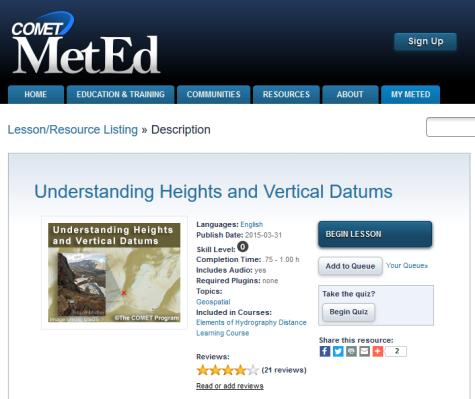 COMET
MetEd
Sign Up
HOME
EDUCATION & TRAINING
COMMUNITIES
RESOURCES
ABOUT
MY METED
Lesson/Resource Listing » Description
Understanding Heights and Vertical Datums
Understanding Heights
and Vertical Datums
©The COMET Program
Languages: English
Publish Date: 2015-03-31
Skill Level: 0
Completion Time: .75 - 1.00 h
Includes Audio: yes
Required Plugins: none
Topics:
Geospatial
Included in Courses:
Elements of Hydrography Distance
Learning Course
Reviews:
(21 reviews)
Read or add reviews
BEGIN LESSON
Add to Queue
Your Queue»
Take the quiz?
Begin Quiz
Share this resource:
2